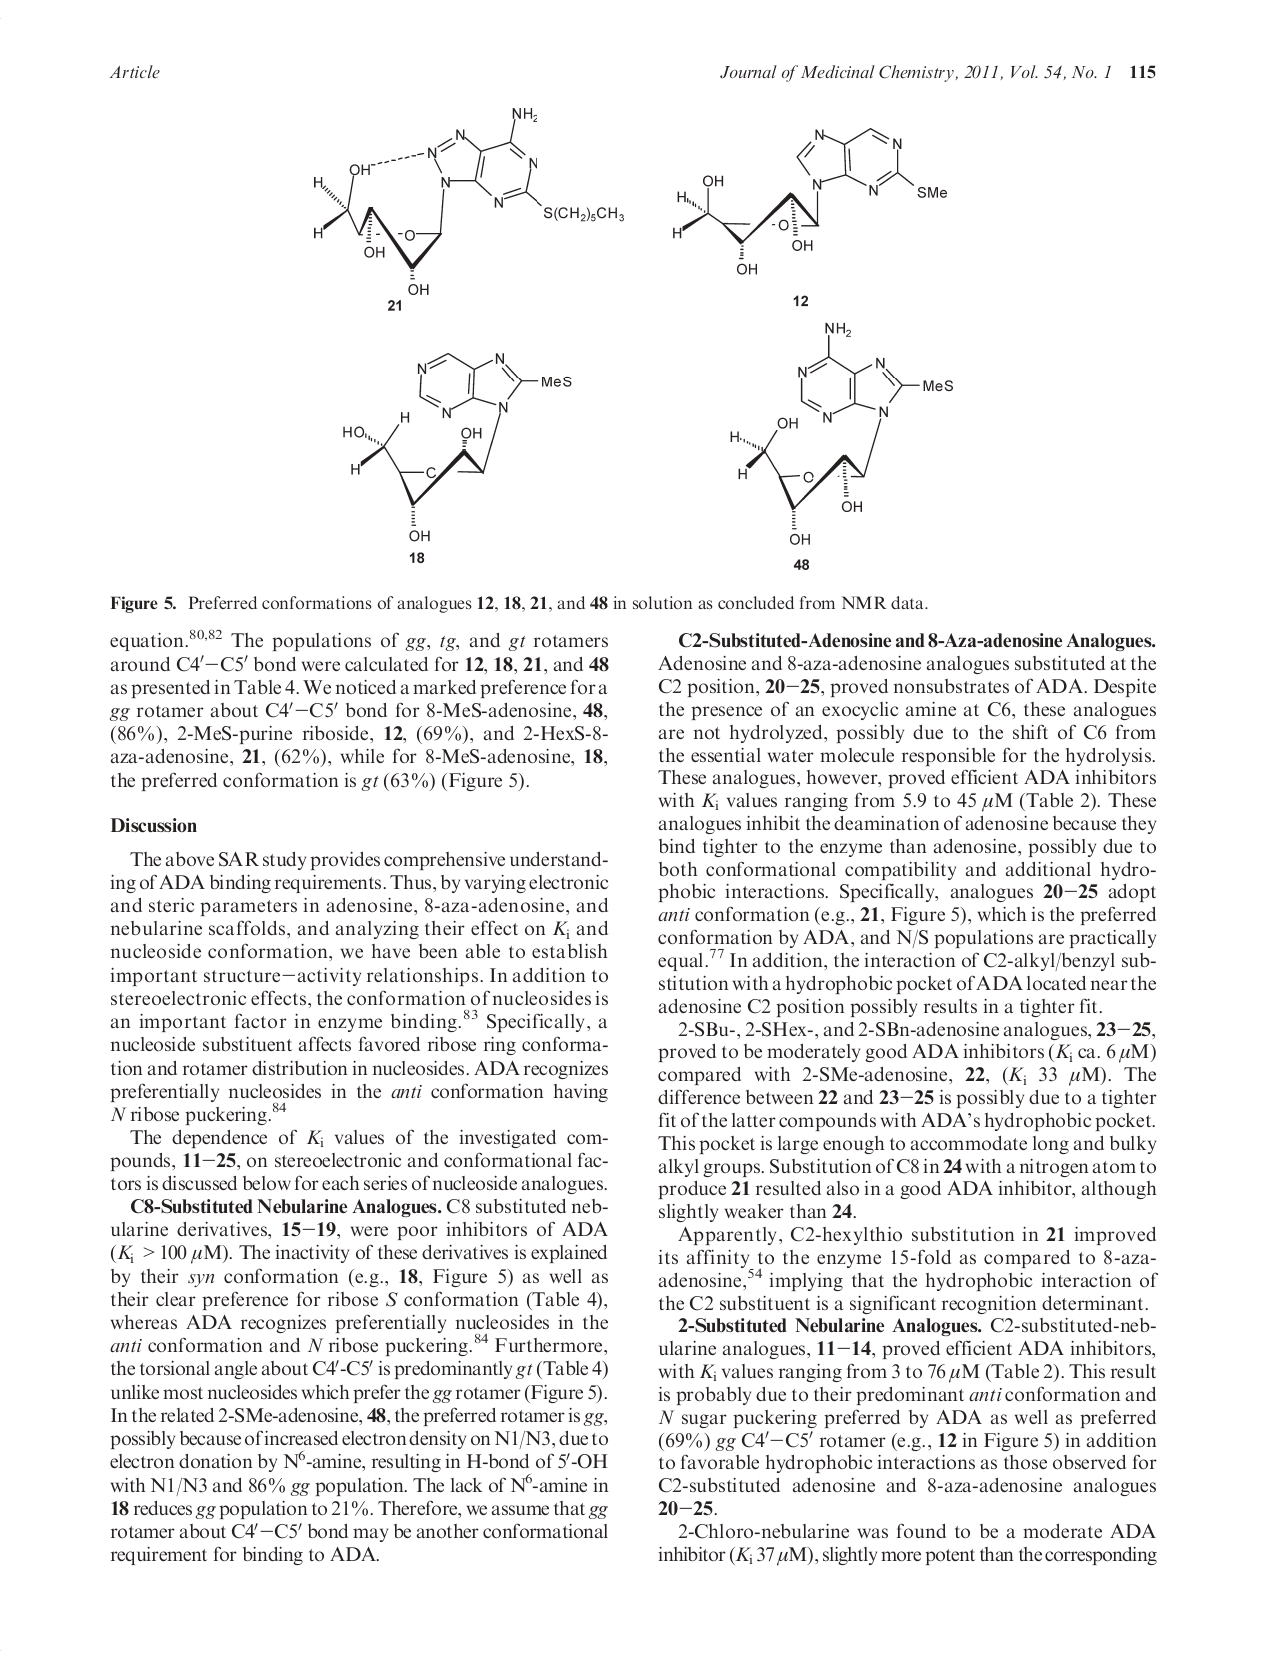 Article
Journal of Medicinal Chemistry, 2011, Vol. 54, No. 1 115
NH2
N
N
N
N
N
N
OH
H
H
S(CH2)5CH3
-O
OH
OH
21
N
N
N
N
OH
H
SMe
H
-O
OH
OH
12
N
N
N
N
MeS
H
HO
OH
H
C
OH
18
NH2
N
N
N
N
MeS
OH
H
H
O
OH
OH
48
Figure 5. Preferred conformations of analogues 12, 18, 21, and 48 in solution as concluded from NMR data.
equation.80,82 The populations of gg, tg, and gt rotamers
around C4′−C5′ bond were calculated for 12, 18, 21, and 48
as presented in Table 4. We noticed a marked preference for a
gg rotamer about C4′−C5′ bond for 8-MeS-adenosine, 48,
(86%), 2-MeS-purine riboside, 12, (69%), and 2-HexS-8-
aza-adenosine, 21, (62%), while for 8-MeS-adenosine, 18,
the preferred conformation is gt (63%) (Figure 5).
Discussion
The above SAR study provides comprehensive understand-
ing of ADA binding requirements. Thus, by varying electronic
and steric parameters in adenosine, 8-aza-adenosine, and
nebularine scaffolds, and analyzing their effect on Ki and
nucleoside conformation, we have been able to establish
important structure−activity relationships. In addition to
stereoelectronic effects, the conformation of nucleosides is
an important factor in enzyme binding.83 Specifically, a
nucleoside substituent affects favored ribose ring conforma-
tion and rotamer distribution in nucleosides. ADA recognizes
preferentially nucleosides in the anti conformation having
N ribose puckering.84
The dependence of Ki values of the investigated com-
pounds, 11−25, on stereoelectronic and conformational fac-
tors is discussed below for each series of nucleoside analogues.
C8-Substituted Nebularine Analogues. C8 substituted neb-
ularine derivatives, 15−19, were poor inhibitors of ADA
(Ki > 100 μM). The inactivity of these derivatives is explained
by their syn conformation (e.g., 18, Figure 5) as well as
their clear preference for ribose S conformation (Table 4),
whereas ADA recognizes preferentially nucleosides in the
anti conformation and N ribose puckering.84 Furthermore,
the torsional angle about C4′-C5′ is predominantly gt (Table 4)
unlike most nucleosides which prefer the gg rotamer (Figure 5).
In the related 2-SMe-adenosine, 48, the preferred rotamer is gg,
possibly because of increased electron density on N1/N3, due to
electron donation by N6-amine, resulting in H-bond of 5′-OH
with N1/N3 and 86% gg population. The lack of N6-amine in
18 reduces gg population to 21%. Therefore, we assume that gg
rotamer about C4′−C5′ bond may be another conformational
requirement for binding to ADA.
C2-Substituted-Adenosine and 8-Aza-adenosine Analogues.
Adenosine and 8-aza-adenosine analogues substituted at the
C2 position, 20−25, proved nonsubstrates of ADA. Despite
the presence of an exocyclic amine at C6, these analogues
are not hydrolyzed, possibly due to the shift of C6 from
the essential water molecule responsible for the hydrolysis.
These analogues, however, proved efficient ADA inhibitors
with Ki values ranging from 5.9 to 45 μM (Table 2). These
analogues inhibit the deamination of adenosine because they
bind tighter to the enzyme than adenosine, possibly due to
both conformational compatibility and additional hydro-
phobic interactions. Specifically, analogues 20−25 adopt
anti conformation (e.g., 21, Figure 5), which is the preferred
conformation by ADA, and N/S populations are practically
equal.77 In addition, the interaction of C2-alkyl/benzyl sub-
stitution with a hydrophobic pocket of ADA located near the
adenosine C2 position possibly results in a tighter fit.
2-SBu-, 2-SHex-, and 2-SBn-adenosine analogues, 23−25,
proved to be moderately good ADA inhibitors (Ki ca. 6 μM)
compared with 2-SMe-adenosine, 22, (Ki 33 μM). The
difference between 22 and 23−25 is possibly due to a tighter
fit of the latter compounds with ADA's hydrophobic pocket.
This pocket is large enough to accommodate long and bulky
alkyl groups. Substitution of C8 in 24 with a nitrogen atom to
produce 21 resulted also in a good ADA inhibitor, although
slightly weaker than 24.
Apparently, C2-hexylthio substitution in 21 improved
its affinity to the enzyme 15-fold as compared to 8-aza-
adenosine,54 implying that the hydrophobic interaction of
the C2 substituent is a significant recognition determinant.
2-Substituted Nebularine Analogues. C2-substituted-neb-
ularine analogues, 11−14, proved efficient ADA inhibitors,
with Ki values ranging from 3 to 76 μM (Table 2). This result
is probably due to their predominant anti conformation and
N sugar puckering preferred by ADA as well as preferred
(69%) gg C4′−C5′ rotamer (e.g., 12 in Figure 5) in addition
to favorable hydrophobic interactions as those observed for
C2-substituted adenosine and 8-aza-adenosine analogues
20−25.
2-Chloro-nebularine was found to be a moderate ADA
inhibitor (Ki 37 μM), slightly more potent than the corresponding